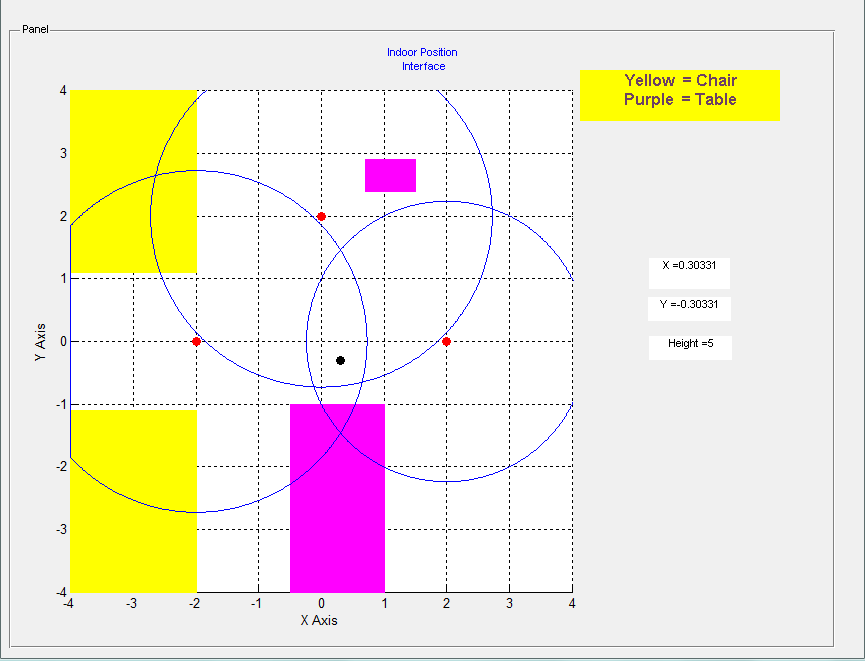 Panel
Indoor Position
Interface
Yellow = Chair
Purple = Table
4
3
2
1
0
-1
-2
-3
-4
Y Axis
-4 -3 -2 -1 0 1 2 3 4
X Axis
X =0.30331
Y =-0.30331
Height =5